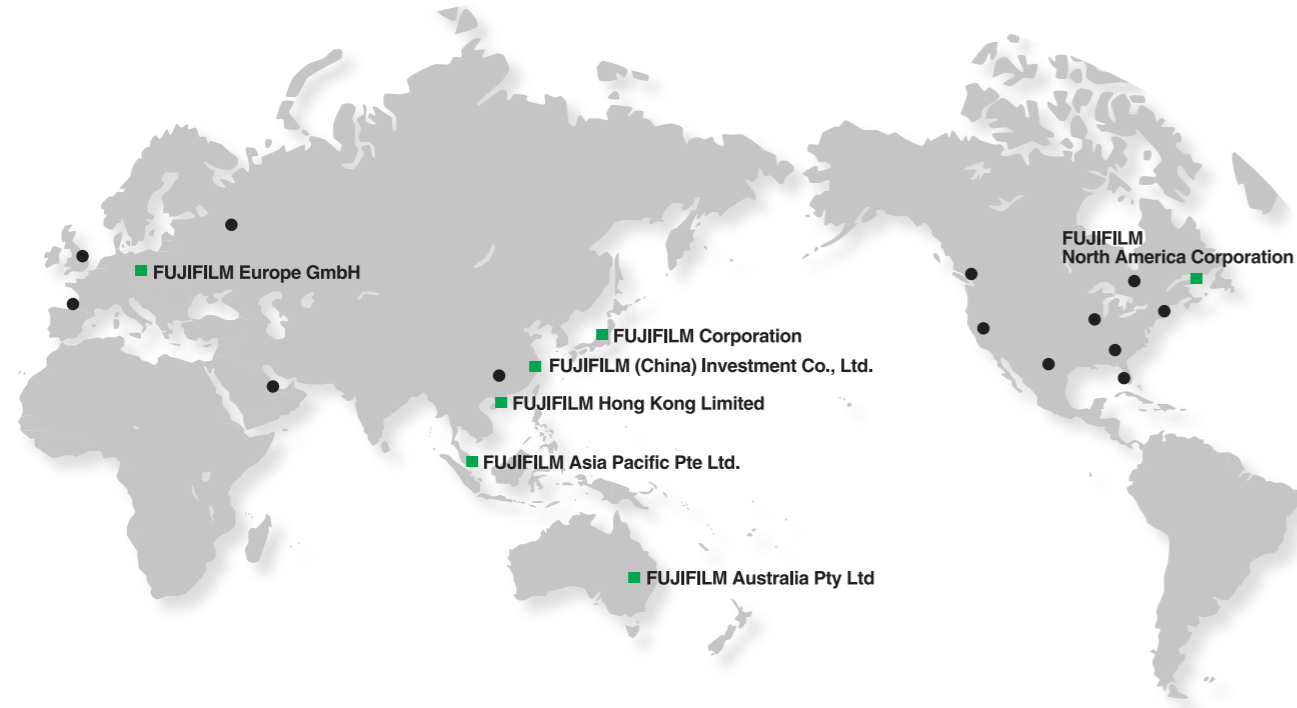 FUJIFILM
North America Corporation
FUJIFILM Europe GmbH
FUJIFILM Corporation
FUJIFILM (China) Investment Co., Ltd.
FUJIFILM Hong Kong Limited
FUJIFILM Asia Pacific Pte Ltd.
FUJIFILM Australia Pty Ltd